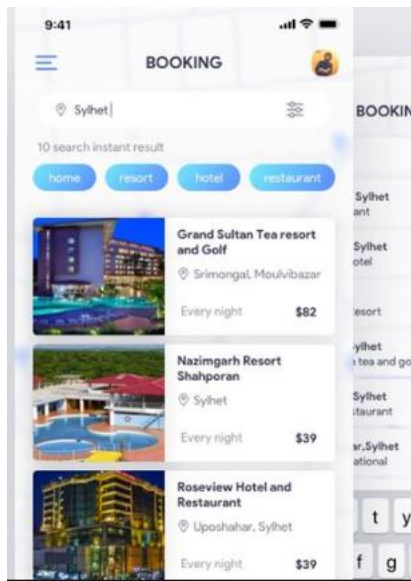 9:41
BOOKING
Sylhet
10 search instant result
home resort hotel restaurant
Grand Sultan Tea resort
and Golf
Srimongal, Moulvibazar
Every night $82
Nazimgarh Resort
Shahporan
Sylhet
Every night $39
Roseview Hotel and
Restaurant
Uposhahar, Sylhet
Every night $39
BOOKIN
Sylhet
ant
Sylhet
otel
esort
ylhet
tea and go
Sylhet
staurant
ar,Sylhet
ational
t y
f g